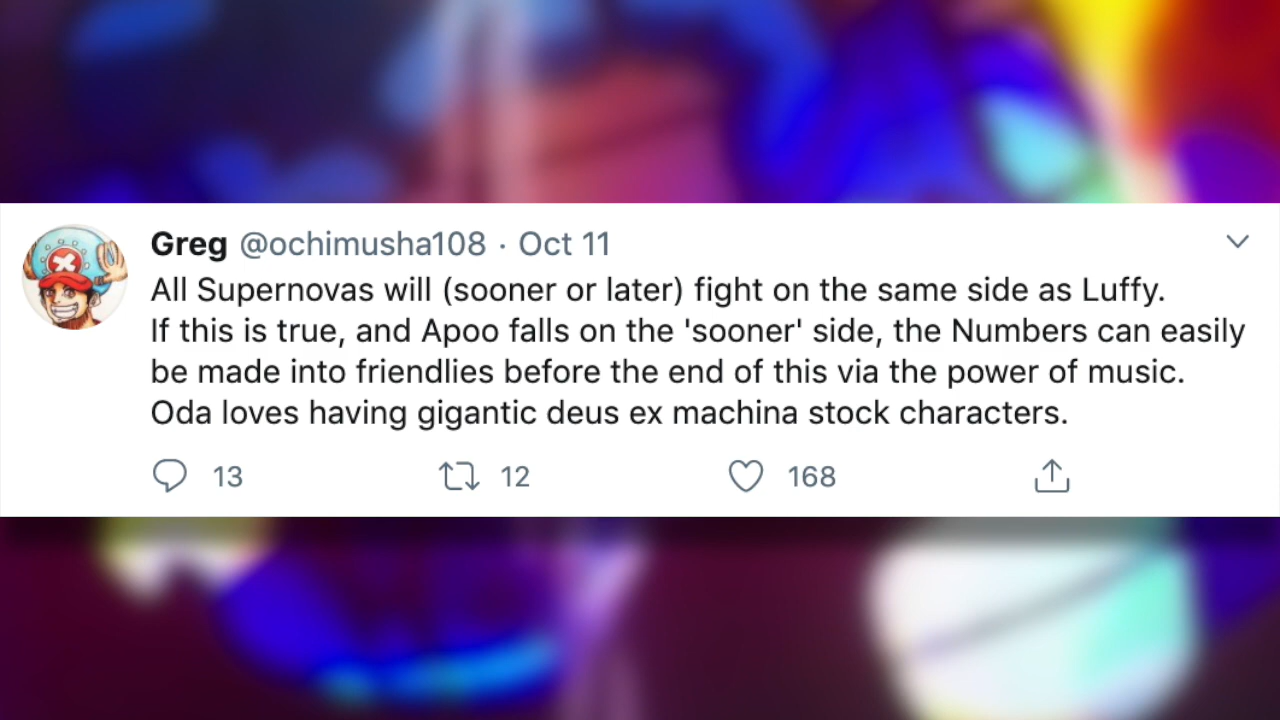 Greg @ochimusha108 · Oct 11
All Supernovas will (sooner or later) fight on the same side as Luffy.
If this is true, and Apoo falls on the 'sooner' side, the Numbers can easily
be made into friendlies before the end of this via the power of music.
Oda loves having gigantic deus ex machina stock characters.
13 12 168